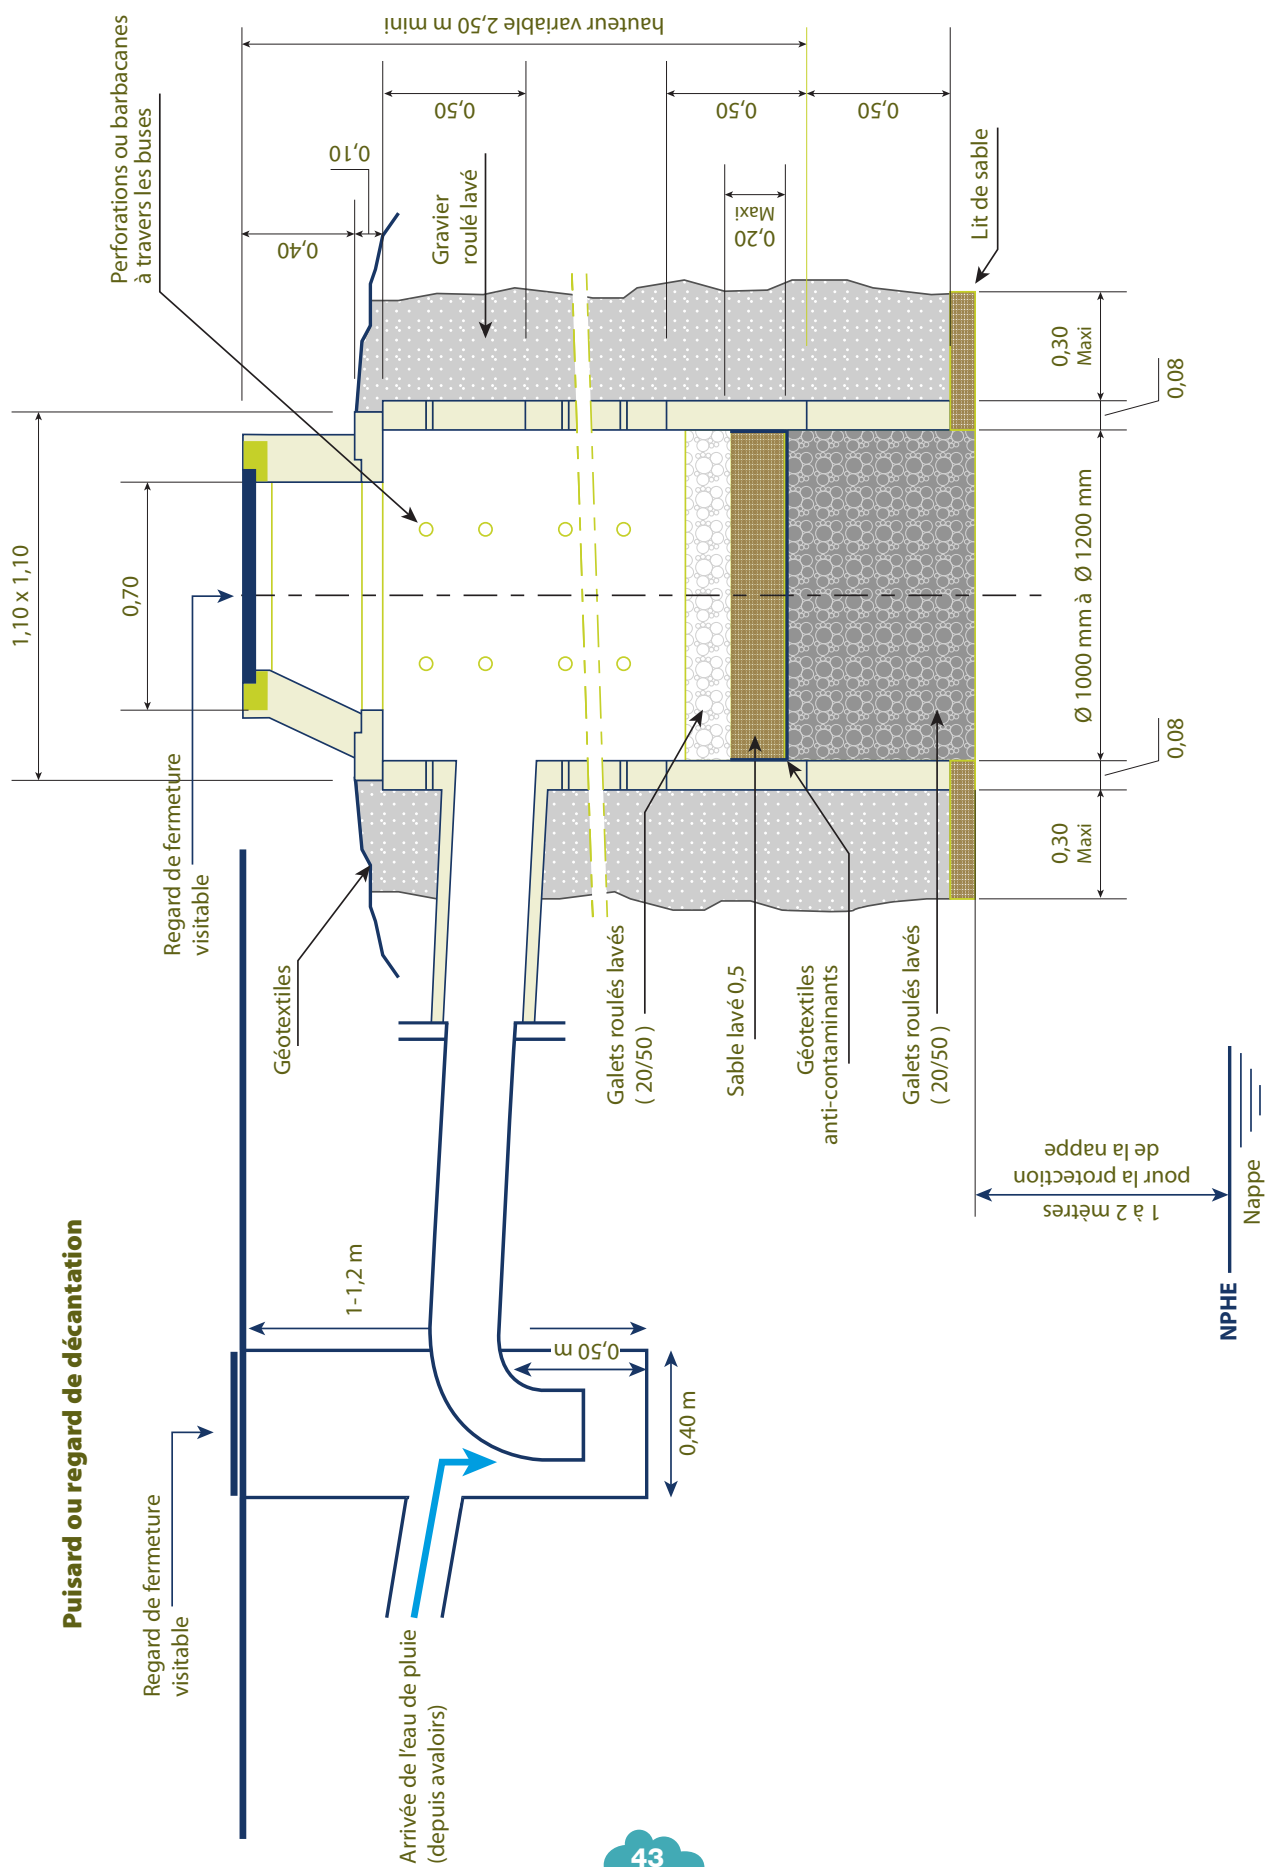 Puisard ou regard de décantation
Regard de fermeture
visitable
Arrivée de l'eau de pluie
(depuis avaloirs)
1-1,2 m
0,50 m
0,40 m
Regard de fermeture
visitable
Géotextiles
1,10 x 1,10
0,70
Perforations ou barbacanes
à travers les buses
hauteur variable 2,50 m mini
0,40
0,10
0,50
0,50
0,50
Gravier
roulé lavé
0,20
Maxi
Lit de sable
Galets roulés lavés
( 20/50 )
Sable lavé 0,5
Géotextiles
anti-contaminants
Galets roulés lavés
( 20/50 )
0,30
Maxi
0,08
Ø 1000 mm à Ø 1200 mm
0,08
0,30
Maxi
1 à 2 mètres
pour la protection
de la nappe
NPHE
Nappe
43